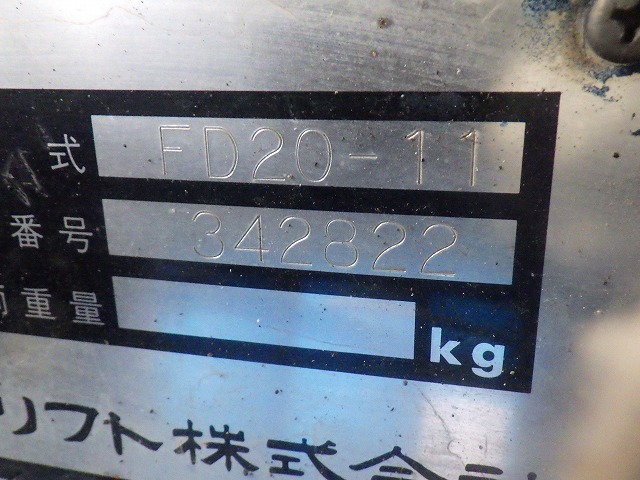 式 FD20-11
番号 342822
重量 kg
リフト株式会